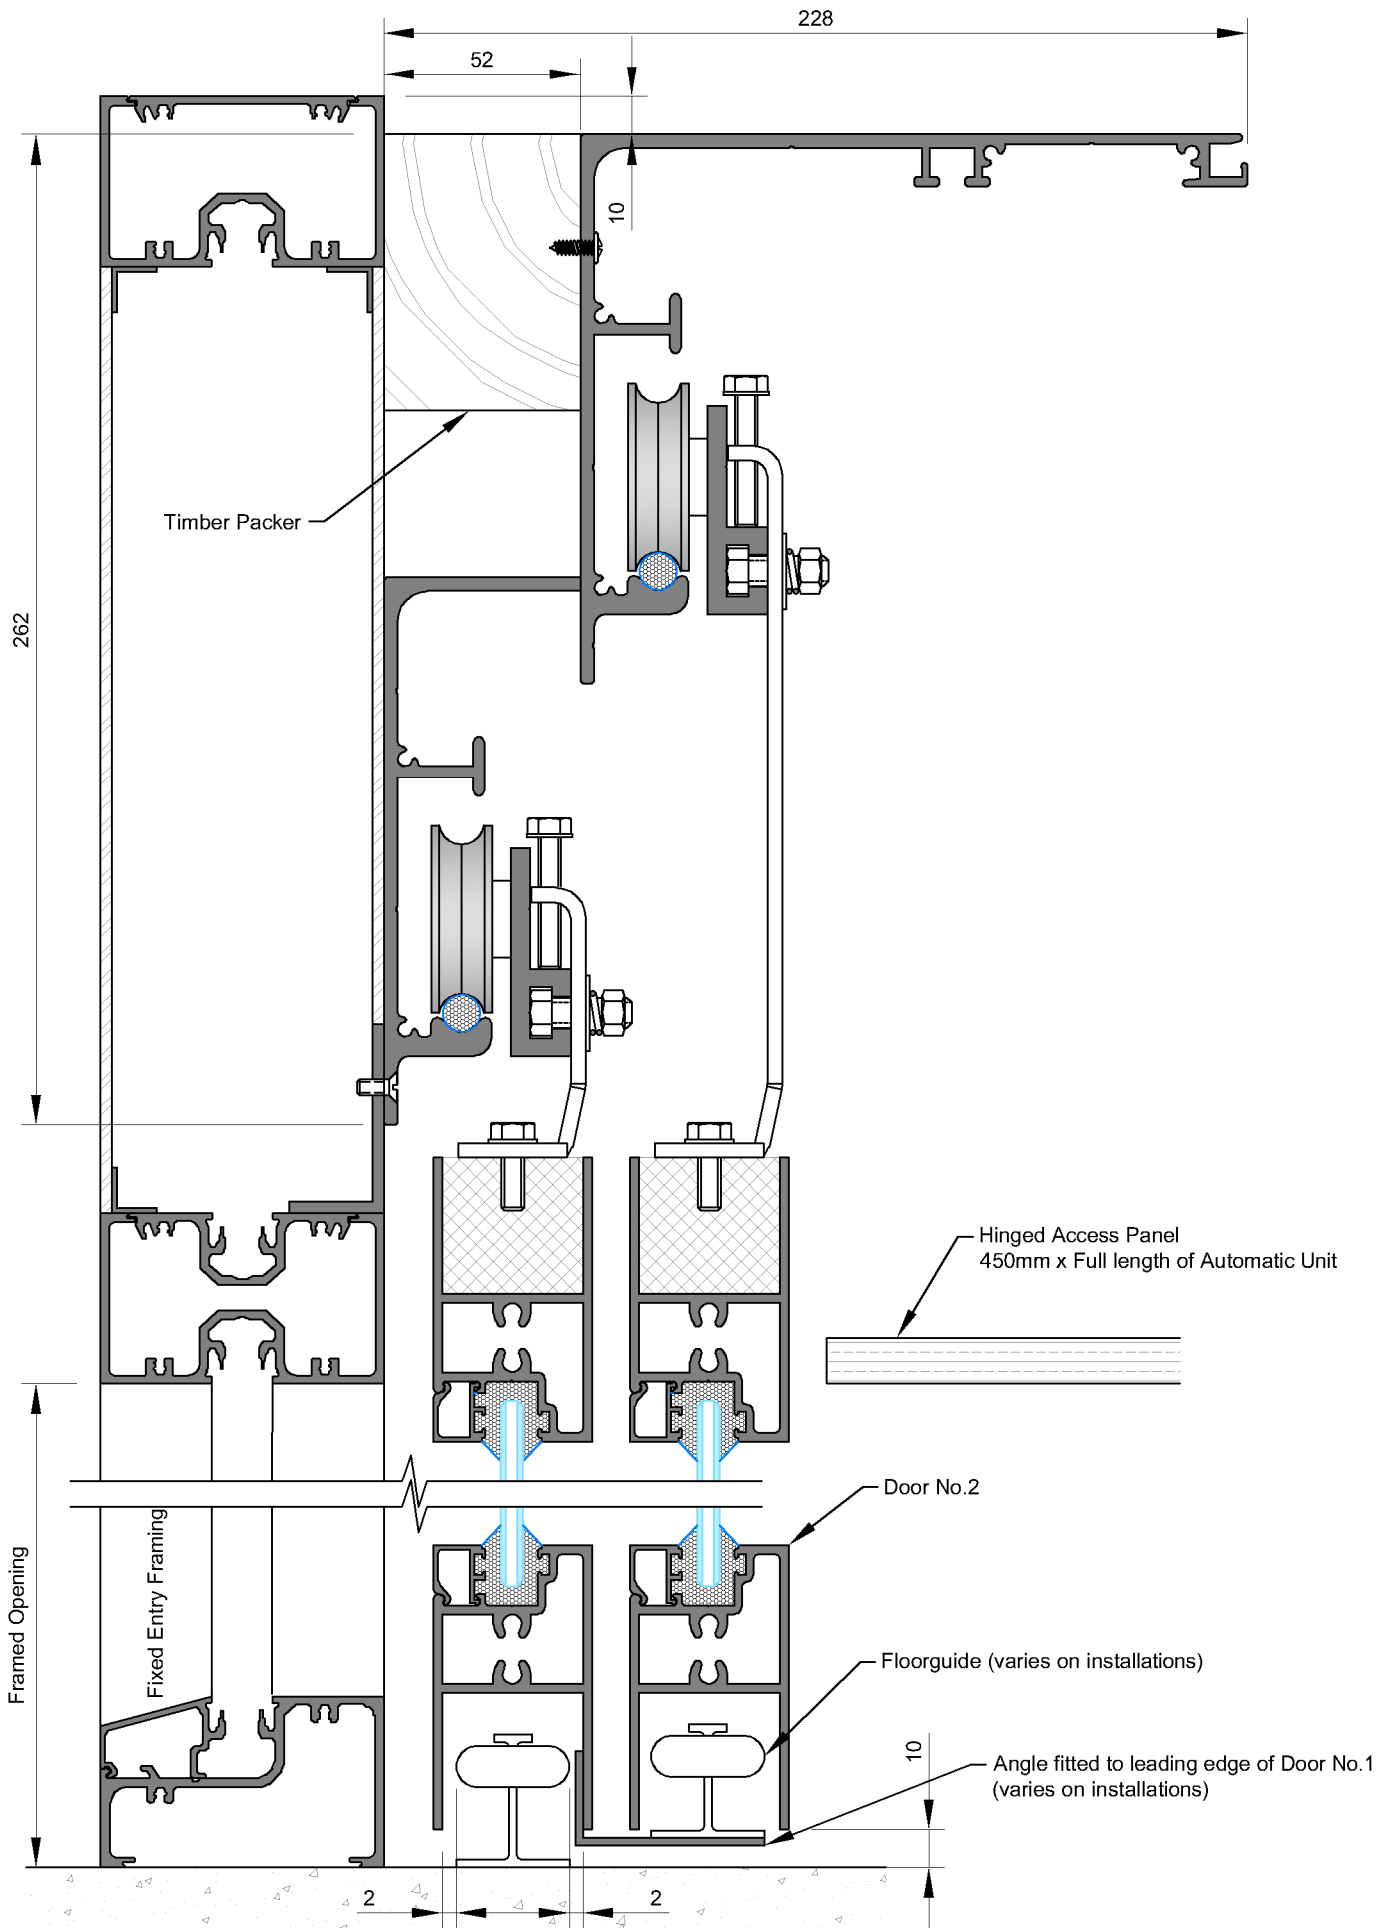 228
52
10
Timber Packer
262
Hinged Access Panel
450mm x Full length of Automatic Unit
Door No.2
Fixed Entry Framing
Framed Opening
Floorguide (varies on installations)
10
Angle fitted to leading edge of Door No.1
(varies on installations)
2
2